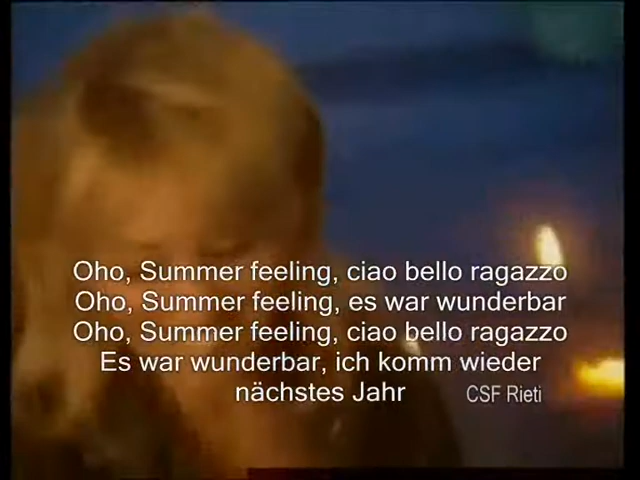 Oho, Summer feeling, ciao bello ragazzo
Oho, Summer feeling, es war wunderbar
Oho, Summer feeling, ciao bello ragazzo
Es war wunderbar, ich komm wieder
nächstes Jahr
CSF Rieti